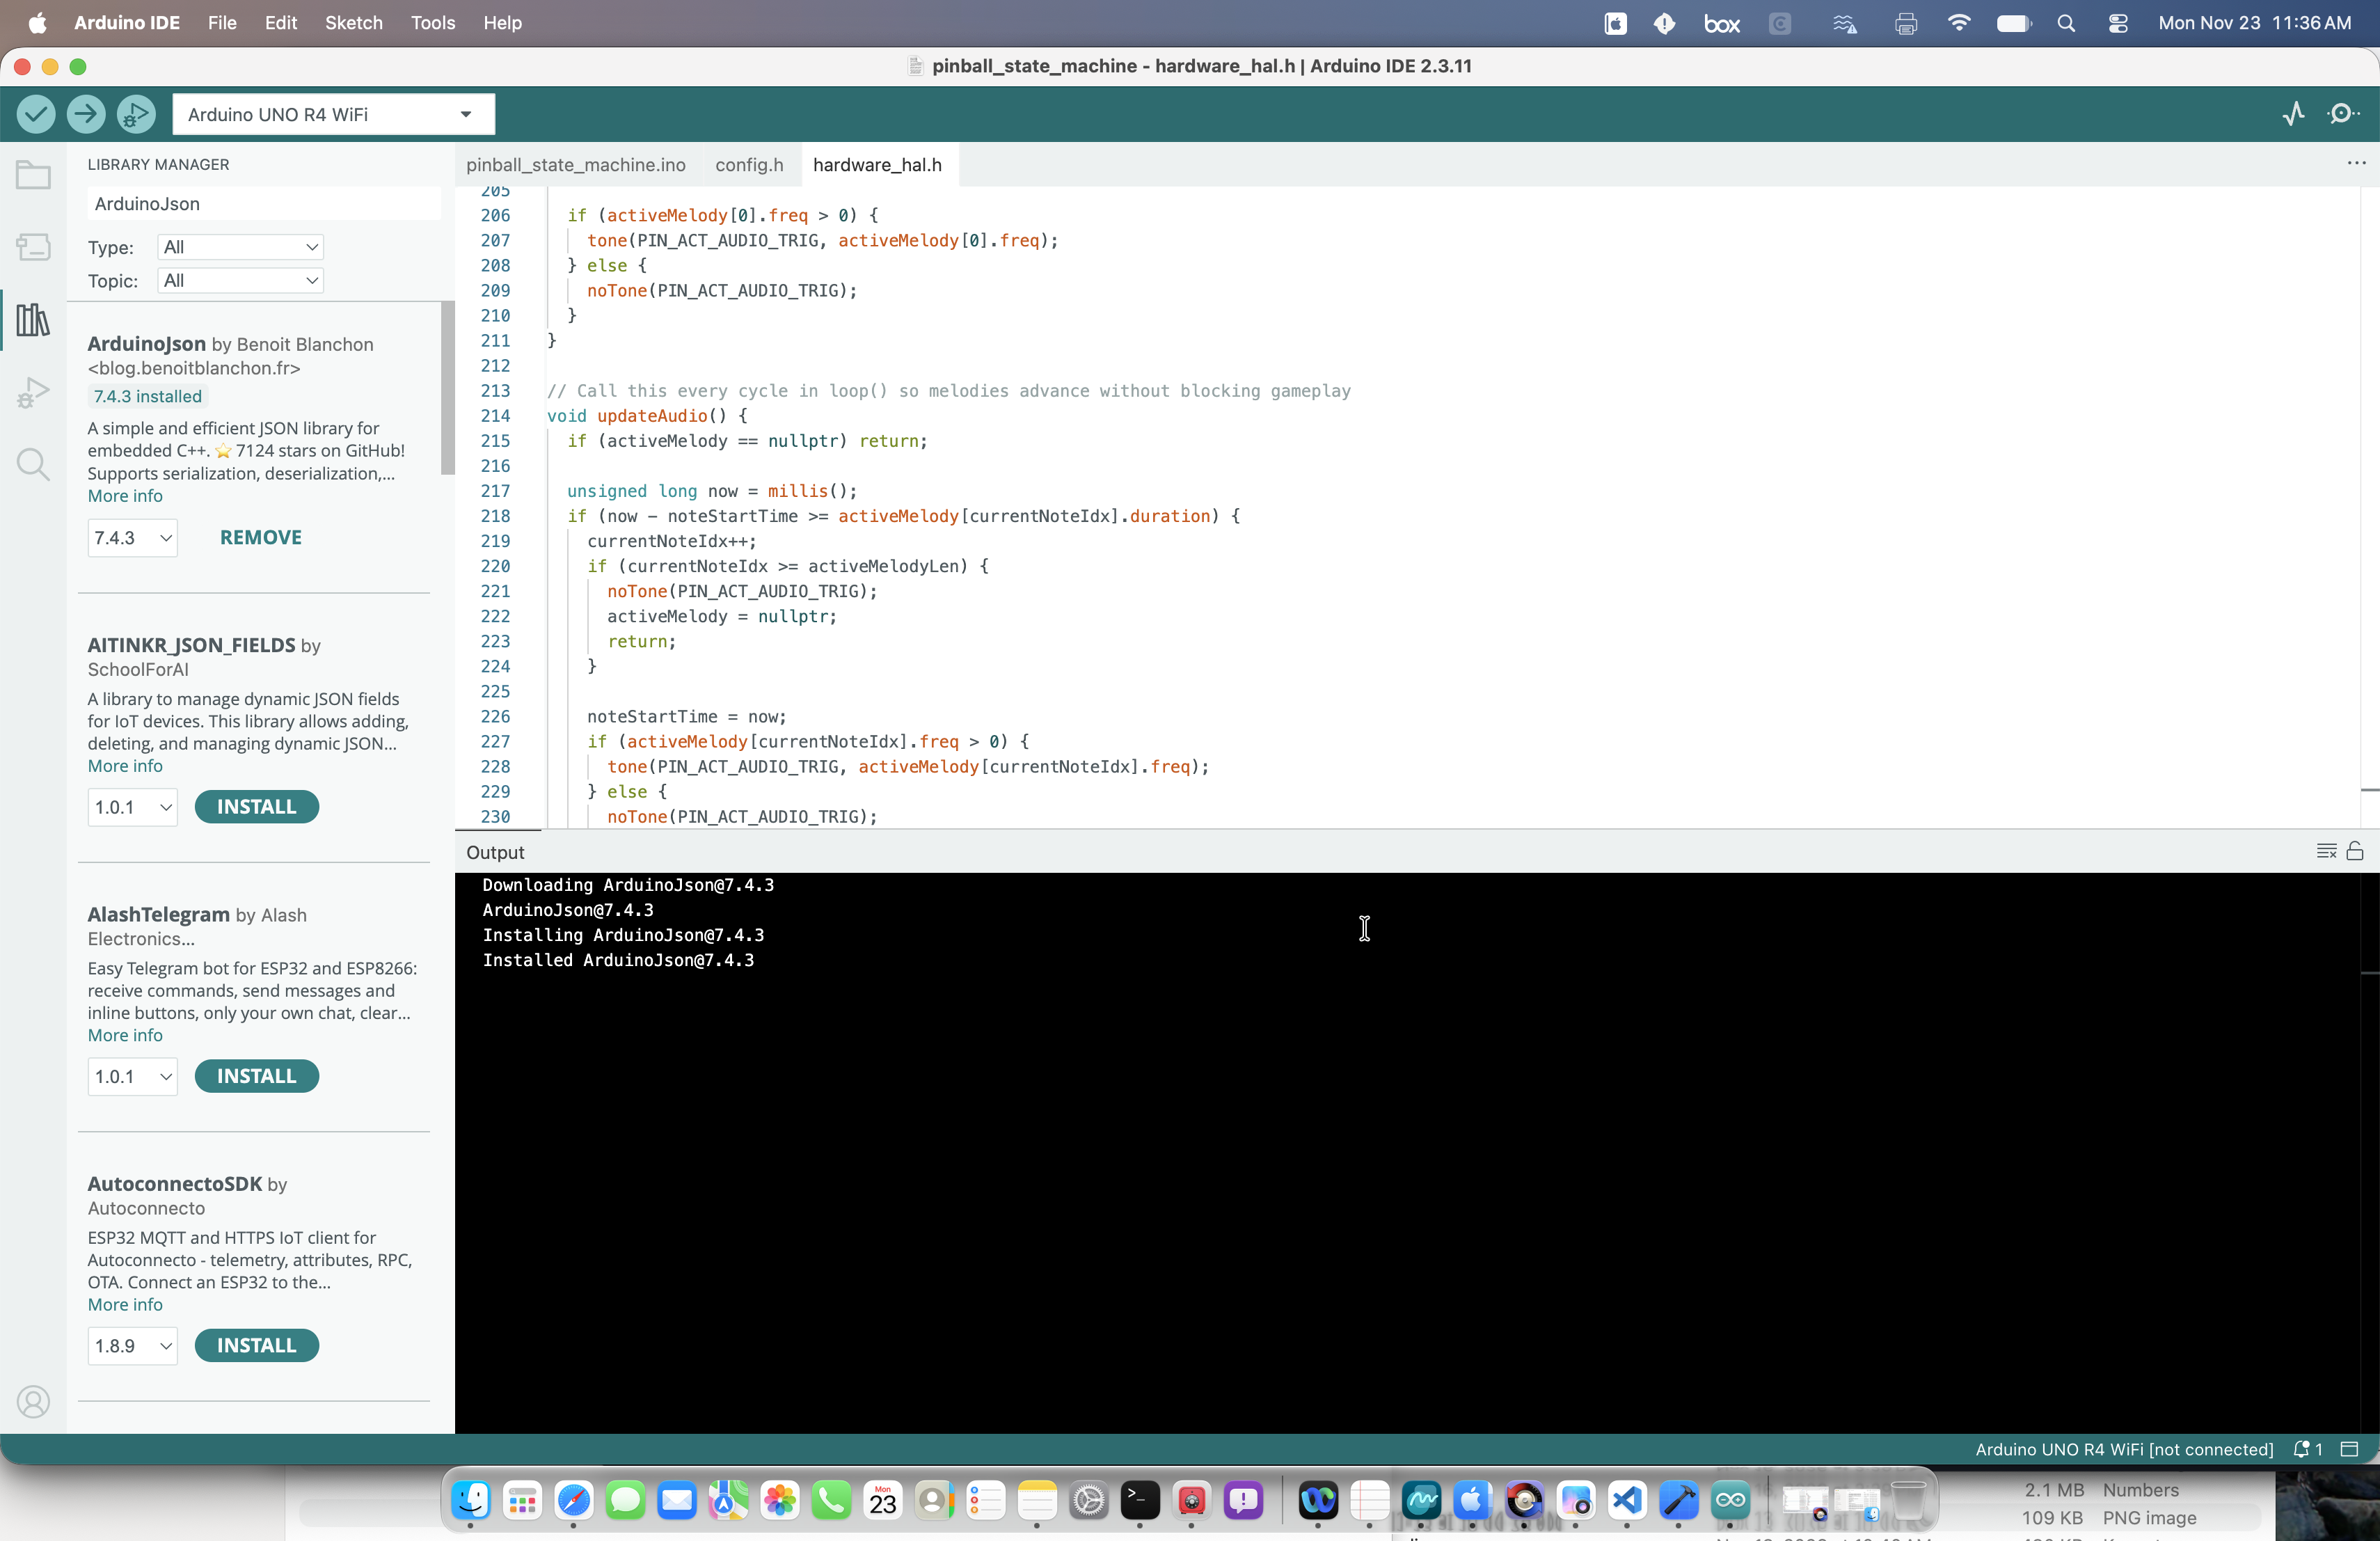 Arduino IDE File Edit Sketch Tools Help box Mon Nov 23 11:36 AM
pinball_state_machine - hardware_hal.h | Arduino IDE 2.3.11
Arduino UNO R4 WiFi
LIBRARY MANAGER
ArduinoJson
Type: All
Topic: All
ArduinoJson by Benoit Blanchon
<blog.benoitblanchon.fr>
7.4.3 installed
A simple and efficient JSON library for
embedded C++. ⭐ 7124 stars on GitHub!
Supports serialization, deserialization,...
More info
7.4.3 REMOVE
AITINKR_JSON_FIELDS by
SchoolForAI
A library to manage dynamic JSON fields
for IoT devices. This library allows adding,
deleting, and managing dynamic JSON...
More info
1.0.1 INSTALL
AlashTelegram by Alash
Electronics...
Easy Telegram bot for ESP32 and ESP8266:
receive commands, send messages and
inline buttons, only your own chat, clear...
More info
1.0.1 INSTALL
AutoconnectoSDK by
Autoconnecto
ESP32 MQTT and HTTPS IoT client for
Autoconnecto - telemetry, attributes, RPC,
OTA. Connect an ESP32 to the...
More info
1.8.9 INSTALL
pinball_state_machine.ino config.h hardware_hal.h
205
206 if (activeMelody[0].freq > 0) {
207 tone(PIN_ACT_AUDIO_TRIG, activeMelody[0].freq);
208 } else {
209 noTone(PIN_ACT_AUDIO_TRIG);
210 }
211 }
212
213 // Call this every cycle in loop() so melodies advance without blocking gameplay
214 void updateAudio() {
215 if (activeMelody == nullptr) return;
216
217 unsigned long now = millis();
218 if (now - noteStartTime >= activeMelody[currentNoteIdx].duration) {
219 currentNoteIdx++;
220 if (currentNoteIdx >= activeMelodyLen) {
221 noTone(PIN_ACT_AUDIO_TRIG);
222 activeMelody = nullptr;
223 return;
224 }
225
226 noteStartTime = now;
227 if (activeMelody[currentNoteIdx].freq > 0) {
228 tone(PIN_ACT_AUDIO_TRIG, activeMelody[currentNoteIdx].freq);
229 } else {
230 noTone(PIN_ACT_AUDIO_TRIG);
Output
Downloading ArduinoJson@7.4.3
ArduinoJson@7.4.3
Installing ArduinoJson@7.4.3
Installed ArduinoJson@7.4.3
Arduino UNO R4 WiFi [not connected] 1
Mon
23
2.1 MB Numbers
109 KB PNG image